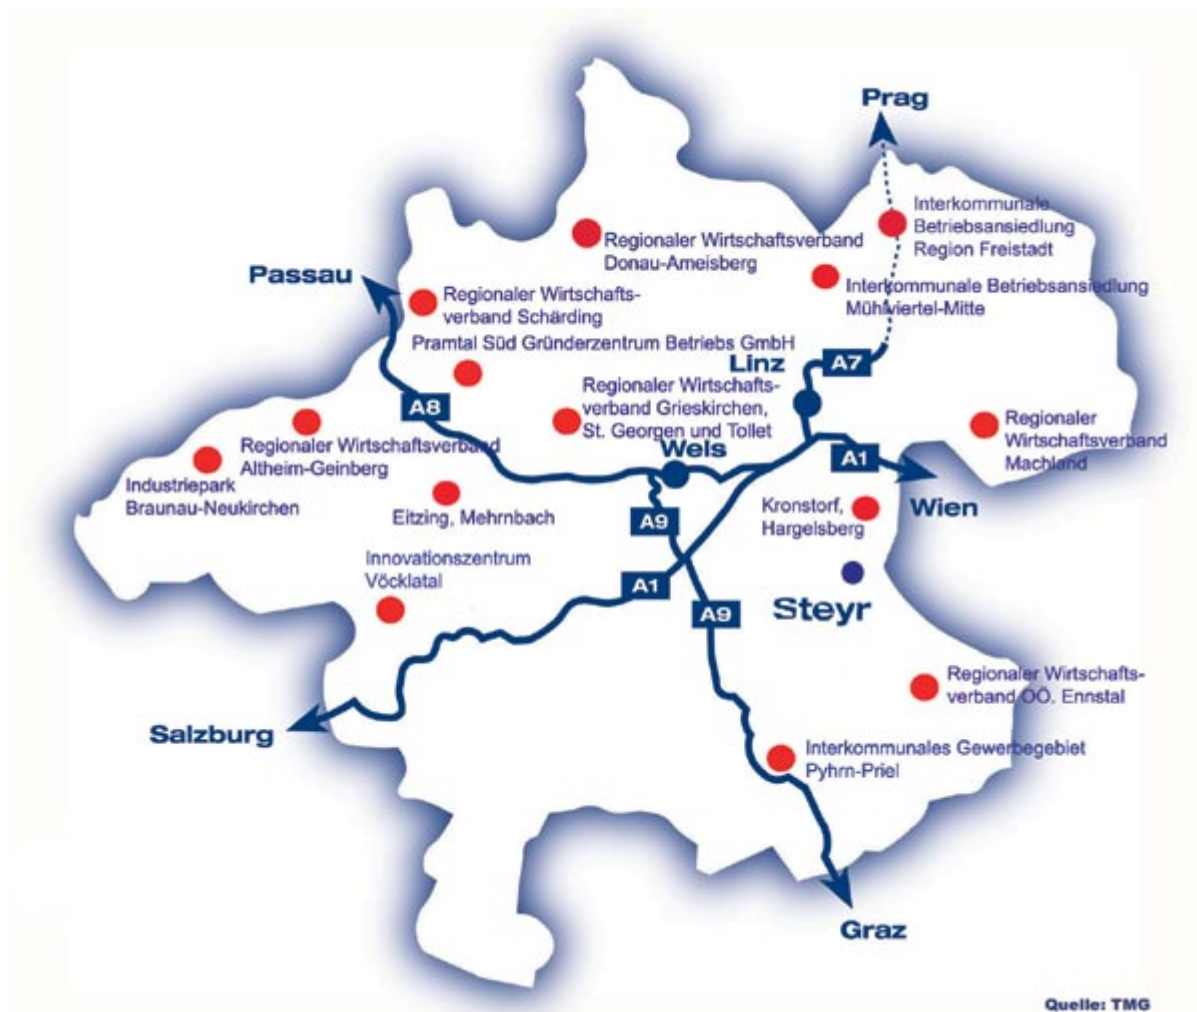 Prag
Interkommunale
Betriebsansiedlung
Region Freistadt
Regionaler Wirtschaftsverband
Donau-Ameisberg
Passau
Interkommunale Betriebsansiedlung
Mühlviertel-Mitte
Regionaler Wirtschafts-
verband Schärding
Pramtal Süd Gründerzentrum Betriebs GmbH
Linz
A7
Regionaler Wirtschafts-
verband Grieskirchen,
St. Georgen und Tollet
A8
Regionaler
Wirtschaftsverband
Machland
Regionaler Wirtschaftsverband
Altheim-Geinberg
Wels
A1
Industriepark
Braunau-Neukirchen
Wien
Kronstorf,
Hargelsberg
Eitzing, Mehrnbach
A9
Innovationszentrum
Vöcklatal
A1
A9
Steyr
Regionaler Wirtschafts-
verband OÖ. Ennstal
Salzburg
Interkommunales Gewerbegebiet
Pyhrn-Priel
Graz
Quelle: TMG